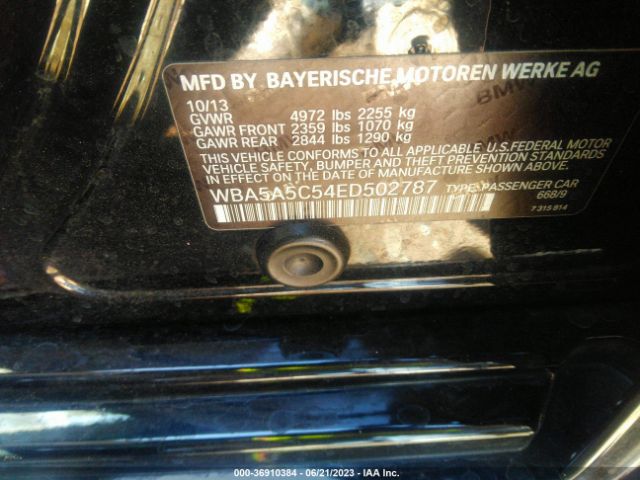 MFD BY BAYERISCHE MOTOREN WERKE AG
10/13
GVWR 4972 lbs 2255 kg
GAWR FRONT 2359 lbs 1070 kg
GAWR REAR 2844 lbs 1290 kg
THIS VEHICLE CONFORMS TO ALL APPLICABLE U.S.FEDERAL MOTOR
VEHICLE SAFETY, BUMPER AND THEFT PREVENTION STANDARDS
IN EFFECT ON THE DATE OF MANUFACTURE SHOWN ABOVE.
WBA5A5C54ED502787 TYPE: PASSENGER CAR
668/9
7 315 814
000-36910384 - 06/21/2023 - IAA Inc.